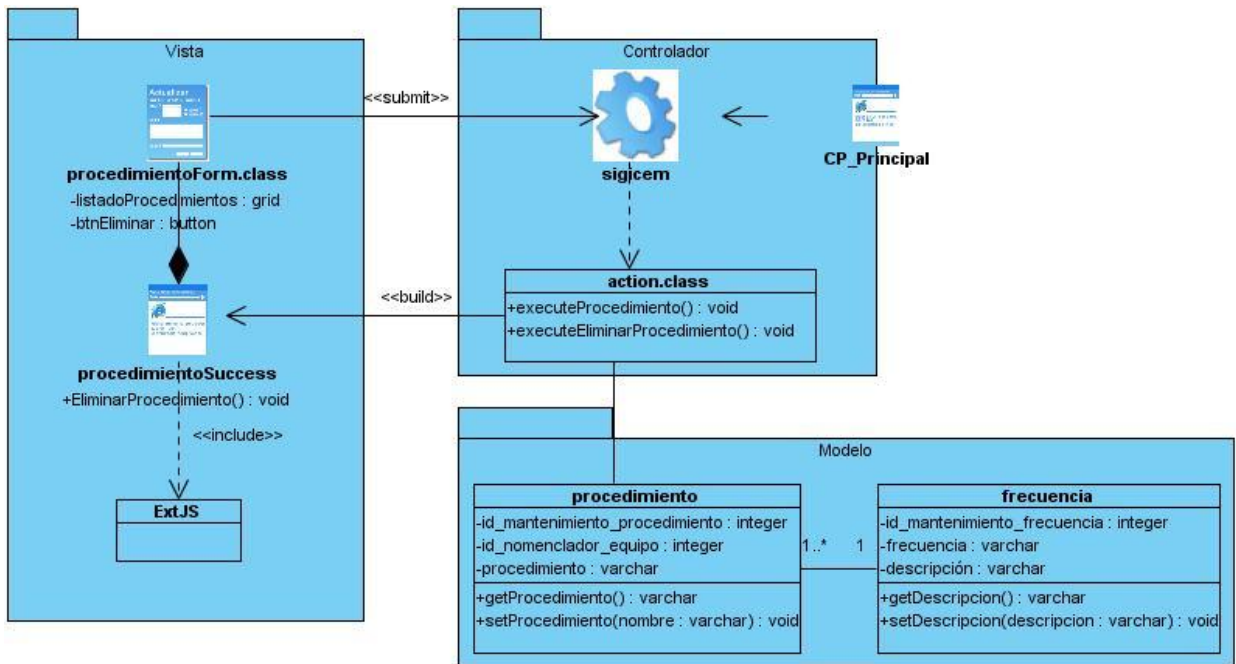 Vista
Actualizar
procedimientoForm.class
-listadoProcedimientos : grid
-btnEliminar : button
<<submit>>
Controlador
sigicem
CP_Principal
action.class
+executeProcedimiento() : void
+executeEliminarProcedimiento() : void
<<build>>
procedimientoSuccess
+EliminarProcedimiento() : void
<<include>>
ExtJS
Modelo
procedimiento
-id_mantenimiento_procedimiento : integer
-id_nomenclador_equipo : integer
-procedimiento : varchar
+getProcedimiento() : varchar
+setProcedimiento(nombre : varchar) : void
1..*
1
frecuencia
-id_mantenimiento_frecuencia : integer
-frecuencia : varchar
-descripción : varchar
+getDescripcion() : varchar
+setDescripcion(descripcion : varchar) : void